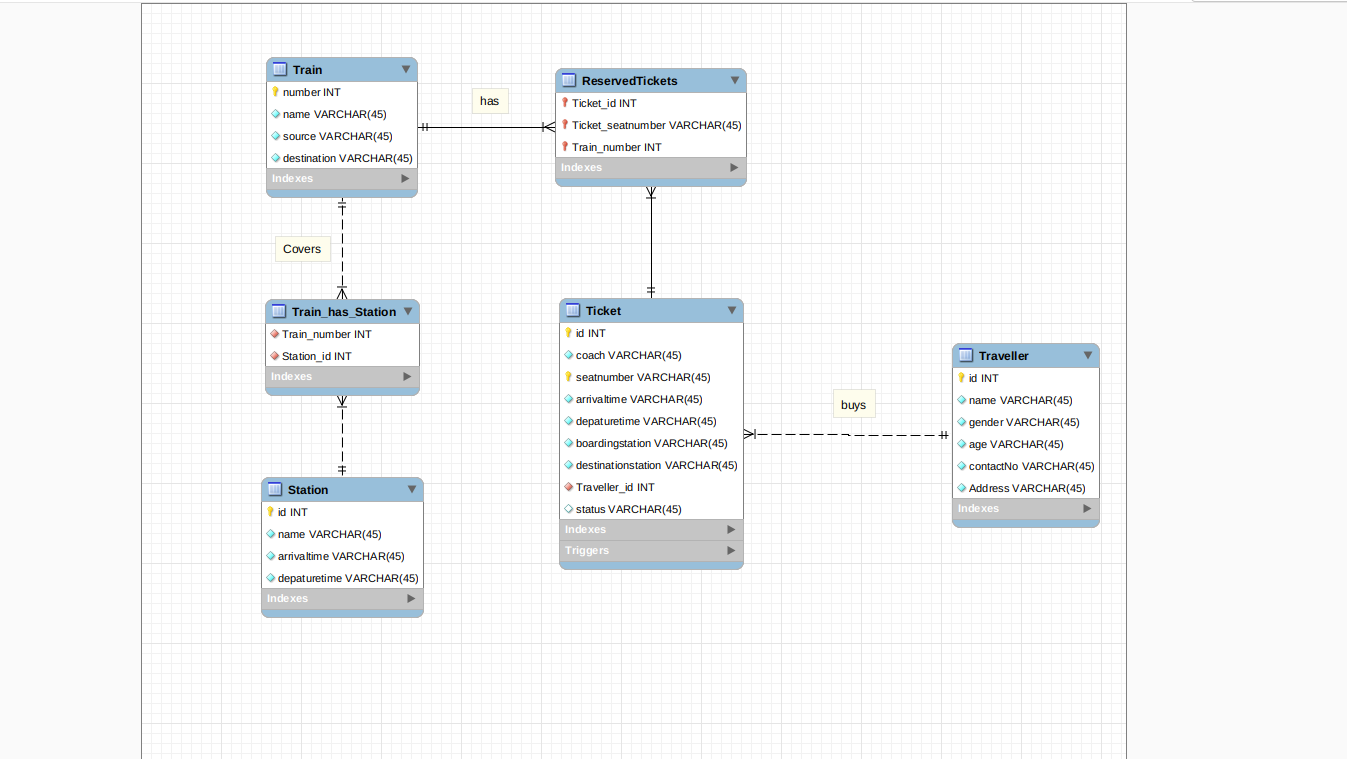 Train
number INT
name VARCHAR(45)
source VARCHAR(45)
destination VARCHAR(45)
Indexes
has
ReservedTickets
Ticket_id INT
Ticket_seatnumber VARCHAR(45)
Train_number INT
Indexes
Covers
Train_has_Station
Train_number INT
Station_id INT
Indexes
Station
id INT
name VARCHAR(45)
arrivaltime VARCHAR(45)
depaturetime VARCHAR(45)
Indexes
Ticket
id INT
coach VARCHAR(45)
seatnumber VARCHAR(45)
arrivaltime VARCHAR(45)
depaturetime VARCHAR(45)
boardingstation VARCHAR(45)
destinationstation VARCHAR(45)
Traveller_id INT
status VARCHAR(45)
Indexes
Triggers
buys
Traveller
id INT
name VARCHAR(45)
gender VARCHAR(45)
age VARCHAR(45)
contactNo VARCHAR(45)
Address VARCHAR(45)
Indexes